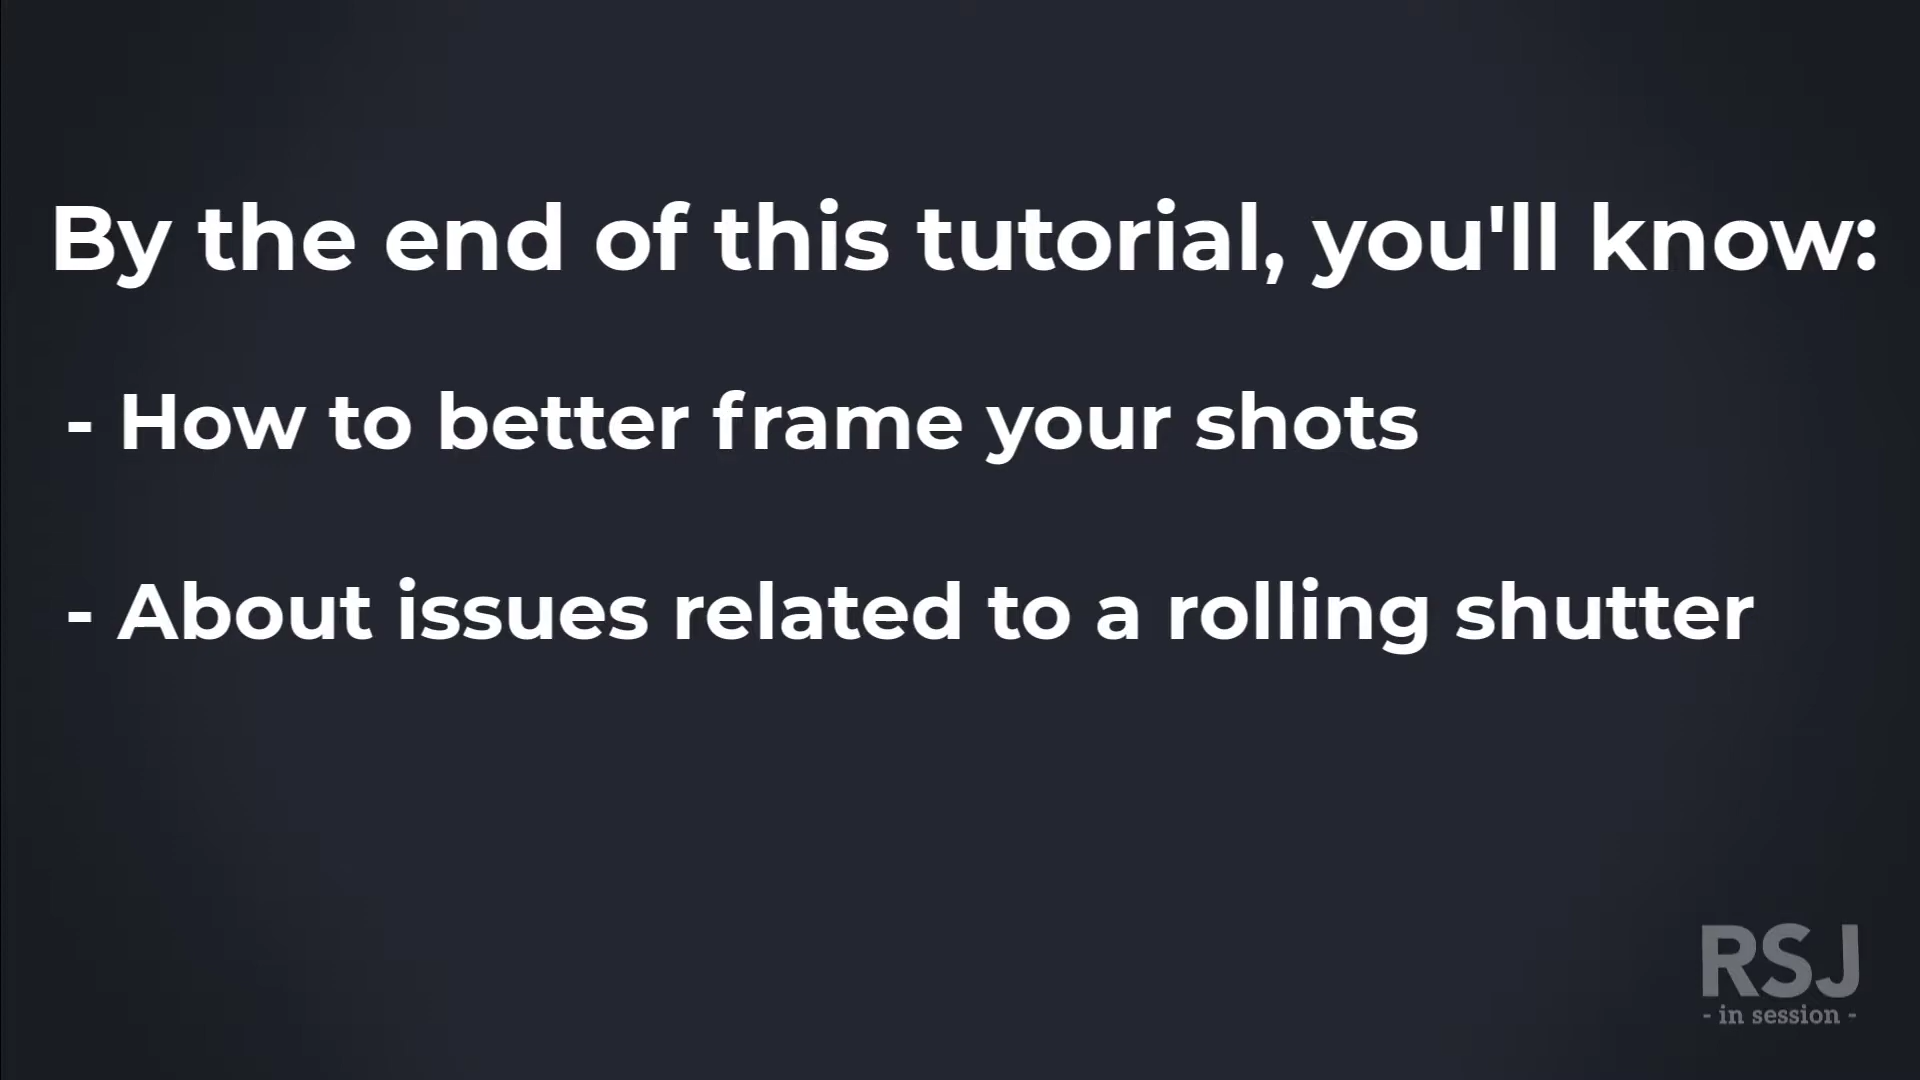 By the end of this tutorial, you'll know:
- How to better frame your shots
- About issues related to a rolling shutter
RSJ
- in session -